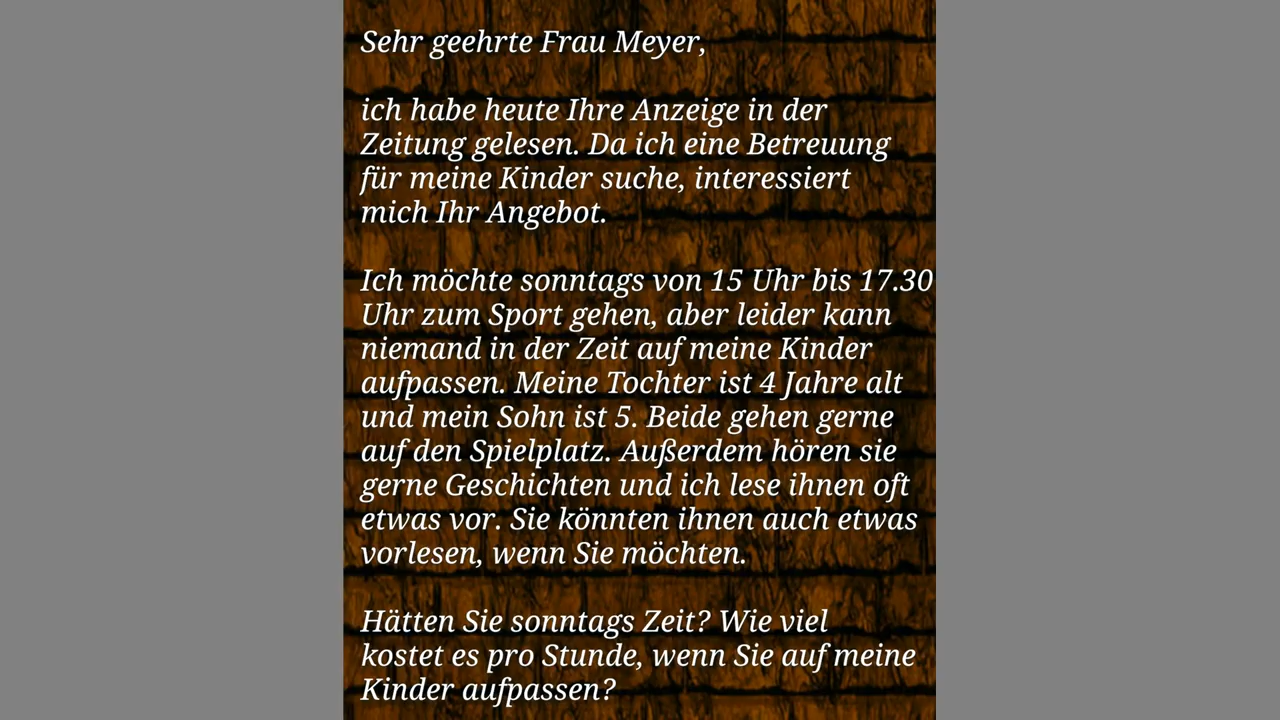 Sehr geehrte Frau Meyer,
ich habe heute Ihre Anzeige in der
Zeitung gelesen. Da ich eine Betreuung
für meine Kinder suche, interessiert
mich Ihr Angebot.
Ich möchte sonntags von 15 Uhr bis 17.30
Uhr zum Sport gehen, aber leider kann
niemand in der Zeit auf meine Kinder
aufpassen. Meine Tochter ist 4 Jahre alt
und mein Sohn ist 5. Beide gehen gerne
auf den Spielplatz. Außerdem hören sie
gerne Geschichten und ich lese ihnen oft
etwas vor. Sie könnten ihnen auch etwas
vorlesen, wenn Sie möchten.
Hätten Sie sonntags Zeit? Wie viel
kostet es pro Stunde, wenn Sie auf meine
Kinder aufpassen?